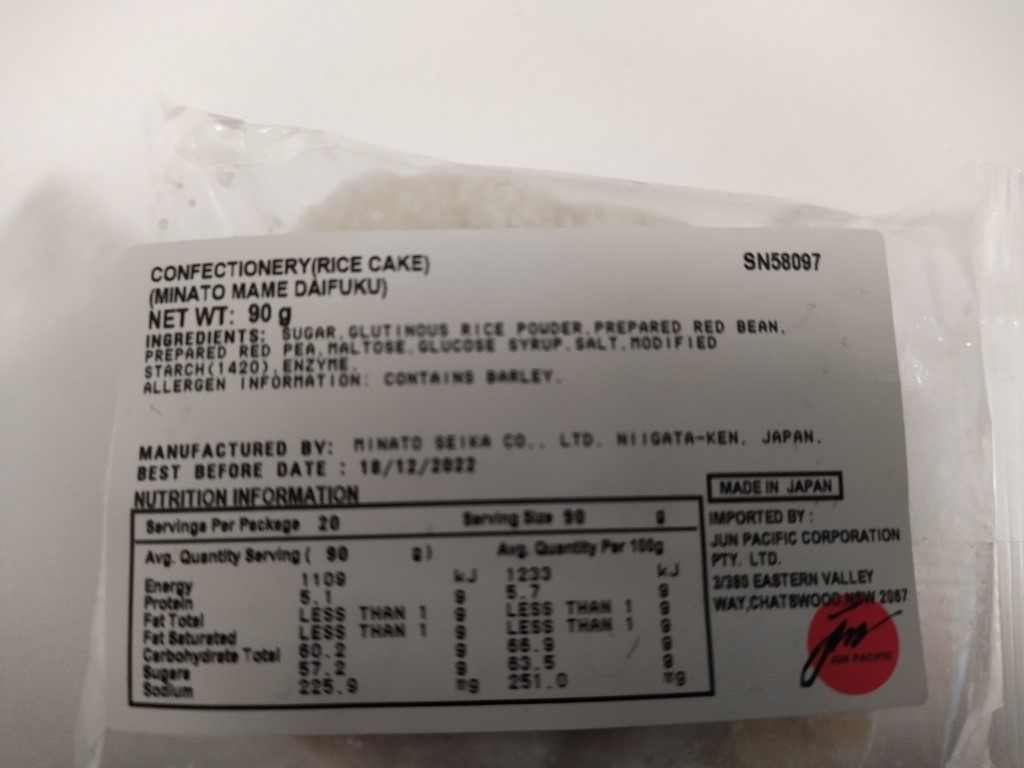 CONFECTIONERY(RICE CAKE)
SN58097
(MINATO MAME DAIFUKU)
NET WT: 90 g
INGREDIENTS: SUGAR, GLUTINOUS RICE POWDER, PREPARED RED BEAN,
PREPARED RED PEA, MALTOSE, GLUCOSE SYRUP, SALT, MODIFIED
STARCH(1420), ENZYME.
ALLERGEN INFORMATION: CONTAINS BARLEY.
MANUFACTURED BY: MINATO SEIKA CO., LTD. NIIGATA-KEN, JAPAN.
BEST BEFORE DATE : 18/12/2022
NUTRITION INFORMATION
Servings Per Package 20 Serving Size 90 g
Avg. Quantity Serving ( 90 g) Avg. Quantity Per 100g
Energy 1109 kJ 1233 kJ
Protein 5.1 g 5.7 g
Fat Total LESS THAN 1 g LESS THAN 1 g
Fat Saturated LESS THAN 1 g LESS THAN 1 g
Carbohydrate Total 60.2 g 66.9 g
Sugars 57.2 g 63.5 g
Sodium 225.9 mg 251.0 mg
MADE IN JAPAN
IMPORTED BY :
JUN PACIFIC CORPORATION
PTY. LTD.
3/380 EASTERN VALLEY
WAY,CHATSWOOD,NSW 2067
JUN PACIFIC